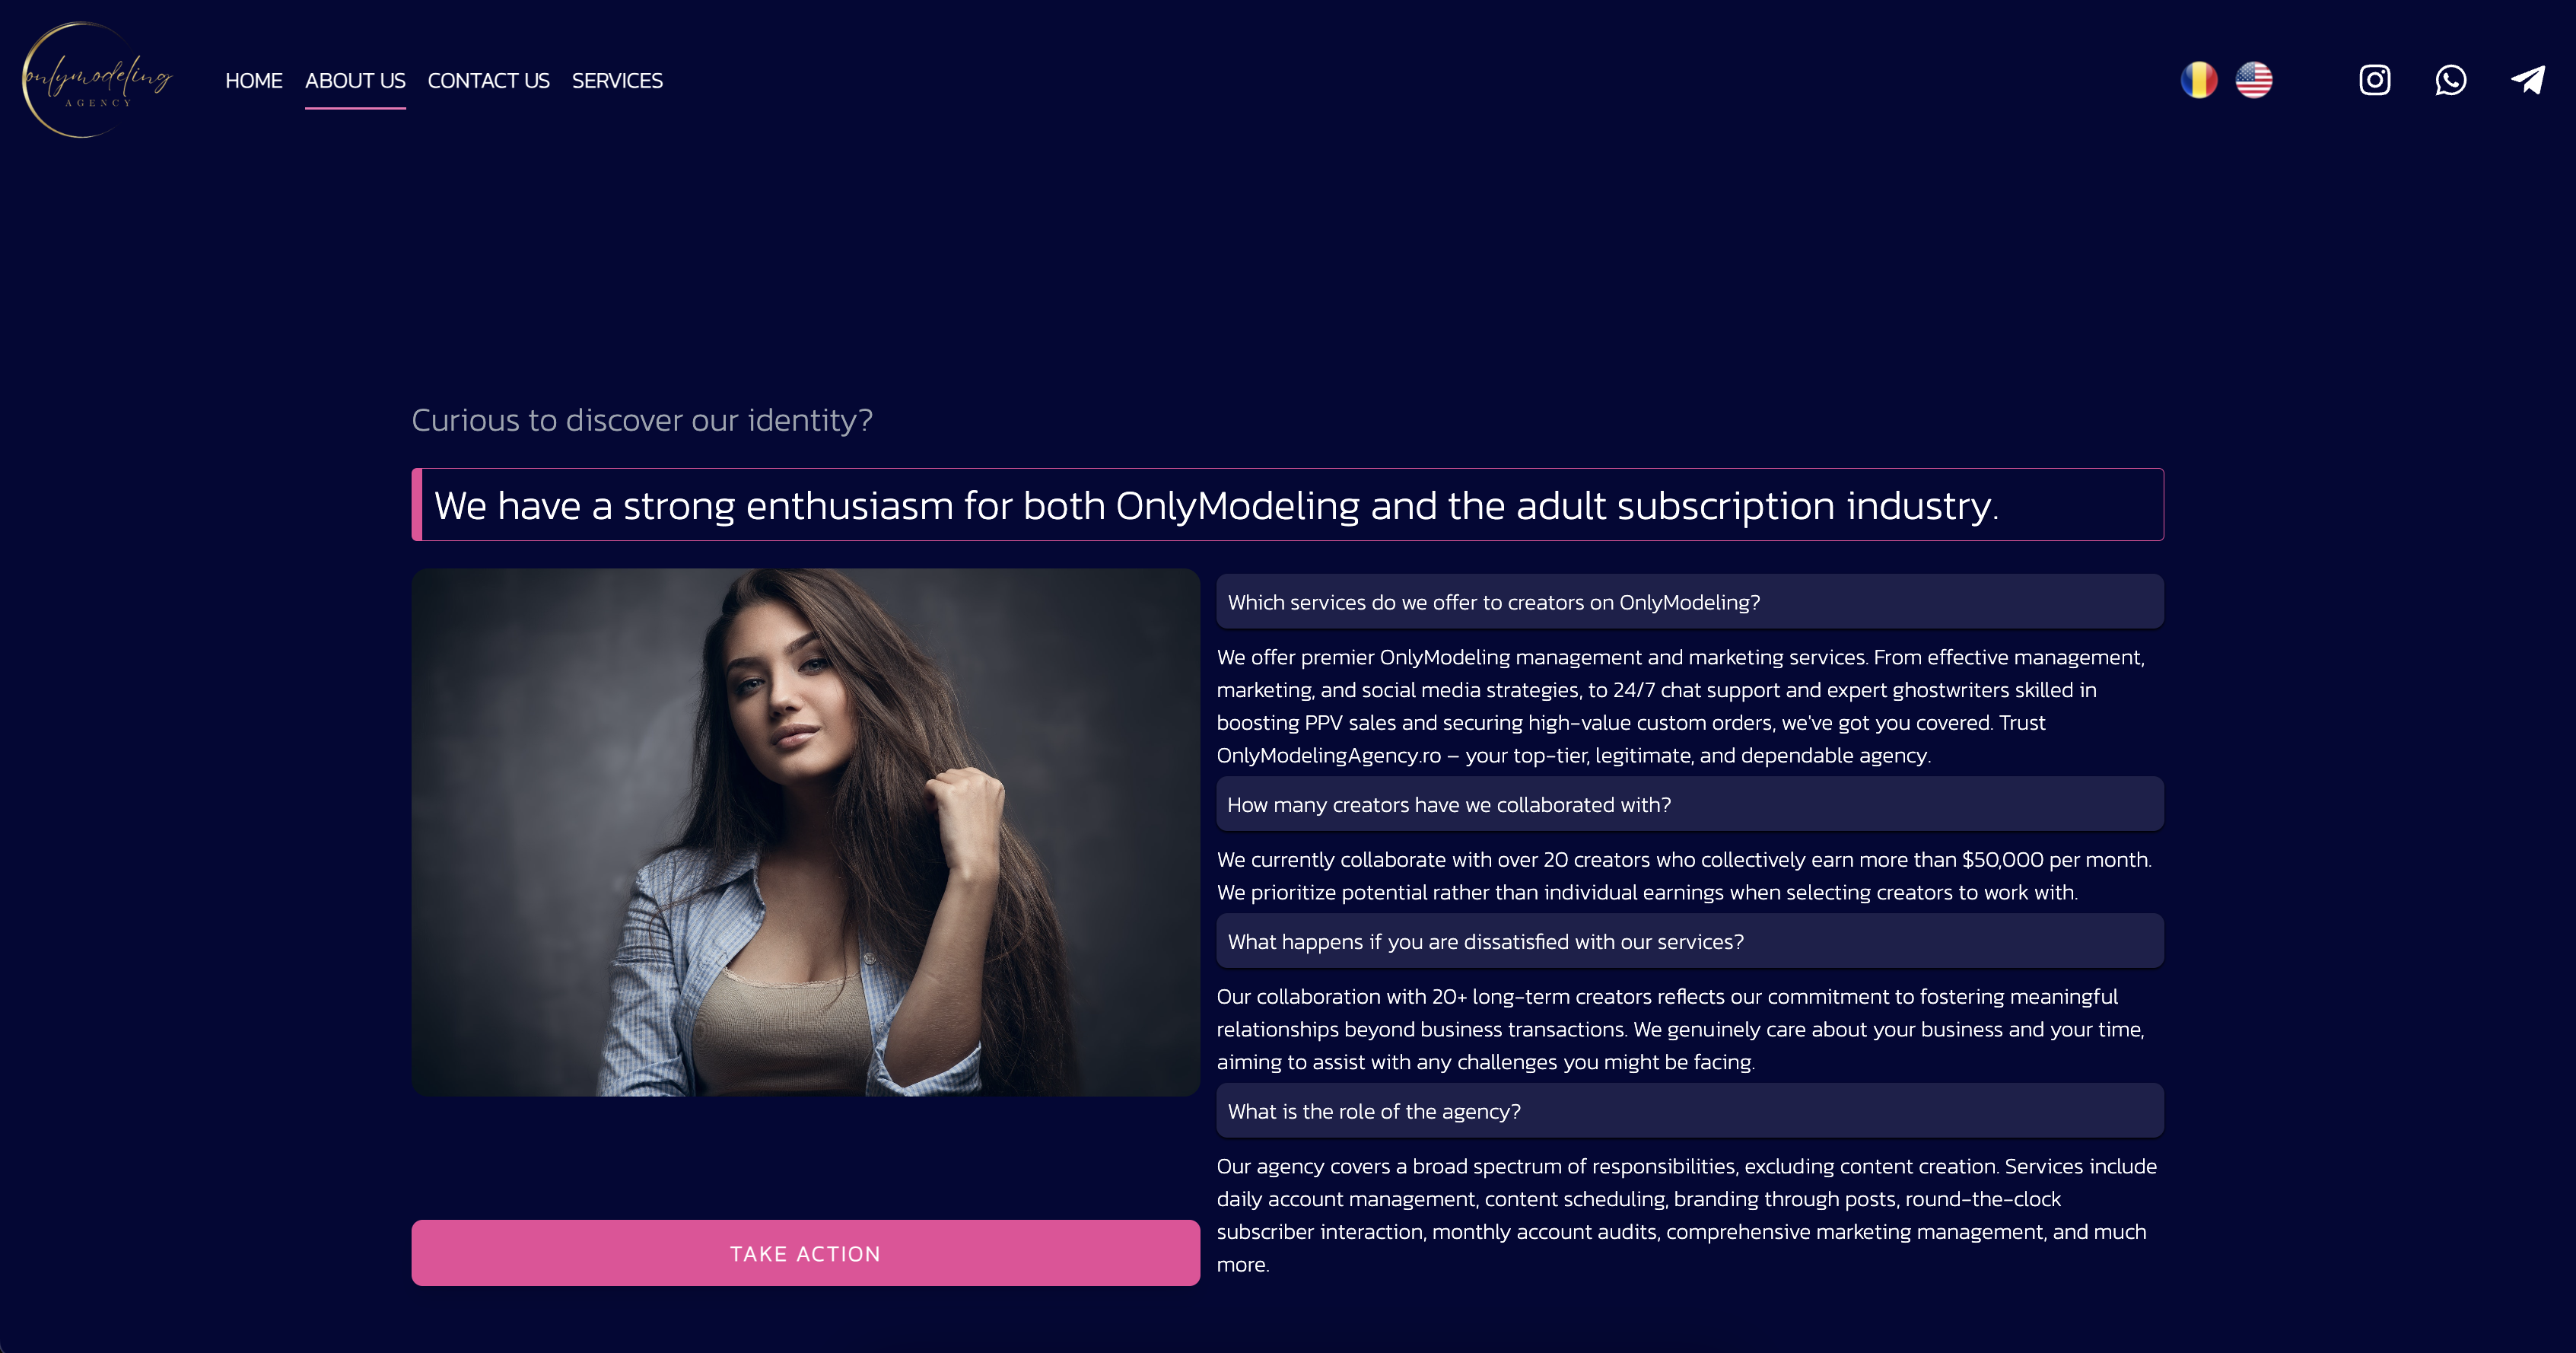 onlymodeling
AGENCY
HOME ABOUT US CONTACT US SERVICES
Curious to discover our identity?
We have a strong enthusiasm for both OnlyModeling and the adult subscription industry.
Which services do we offer to creators on OnlyModeling?
We offer premier OnlyModeling management and marketing services. From effective management,
marketing, and social media strategies, to 24/7 chat support and expert ghostwriters skilled in
boosting PPV sales and securing high-value custom orders, we've got you covered. Trust
OnlyModelingAgency.ro – your top-tier, legitimate, and dependable agency.
How many creators have we collaborated with?
We currently collaborate with over 20 creators who collectively earn more than $50,000 per month.
We prioritize potential rather than individual earnings when selecting creators to work with.
What happens if you are dissatisfied with our services?
Our collaboration with 20+ long-term creators reflects our commitment to fostering meaningful
relationships beyond business transactions. We genuinely care about your business and your time,
aiming to assist with any challenges you might be facing.
What is the role of the agency?
Our agency covers a broad spectrum of responsibilities, excluding content creation. Services include
daily account management, content scheduling, branding through posts, round-the-clock
subscriber interaction, monthly account audits, comprehensive marketing management, and much
more.
TAKE ACTION